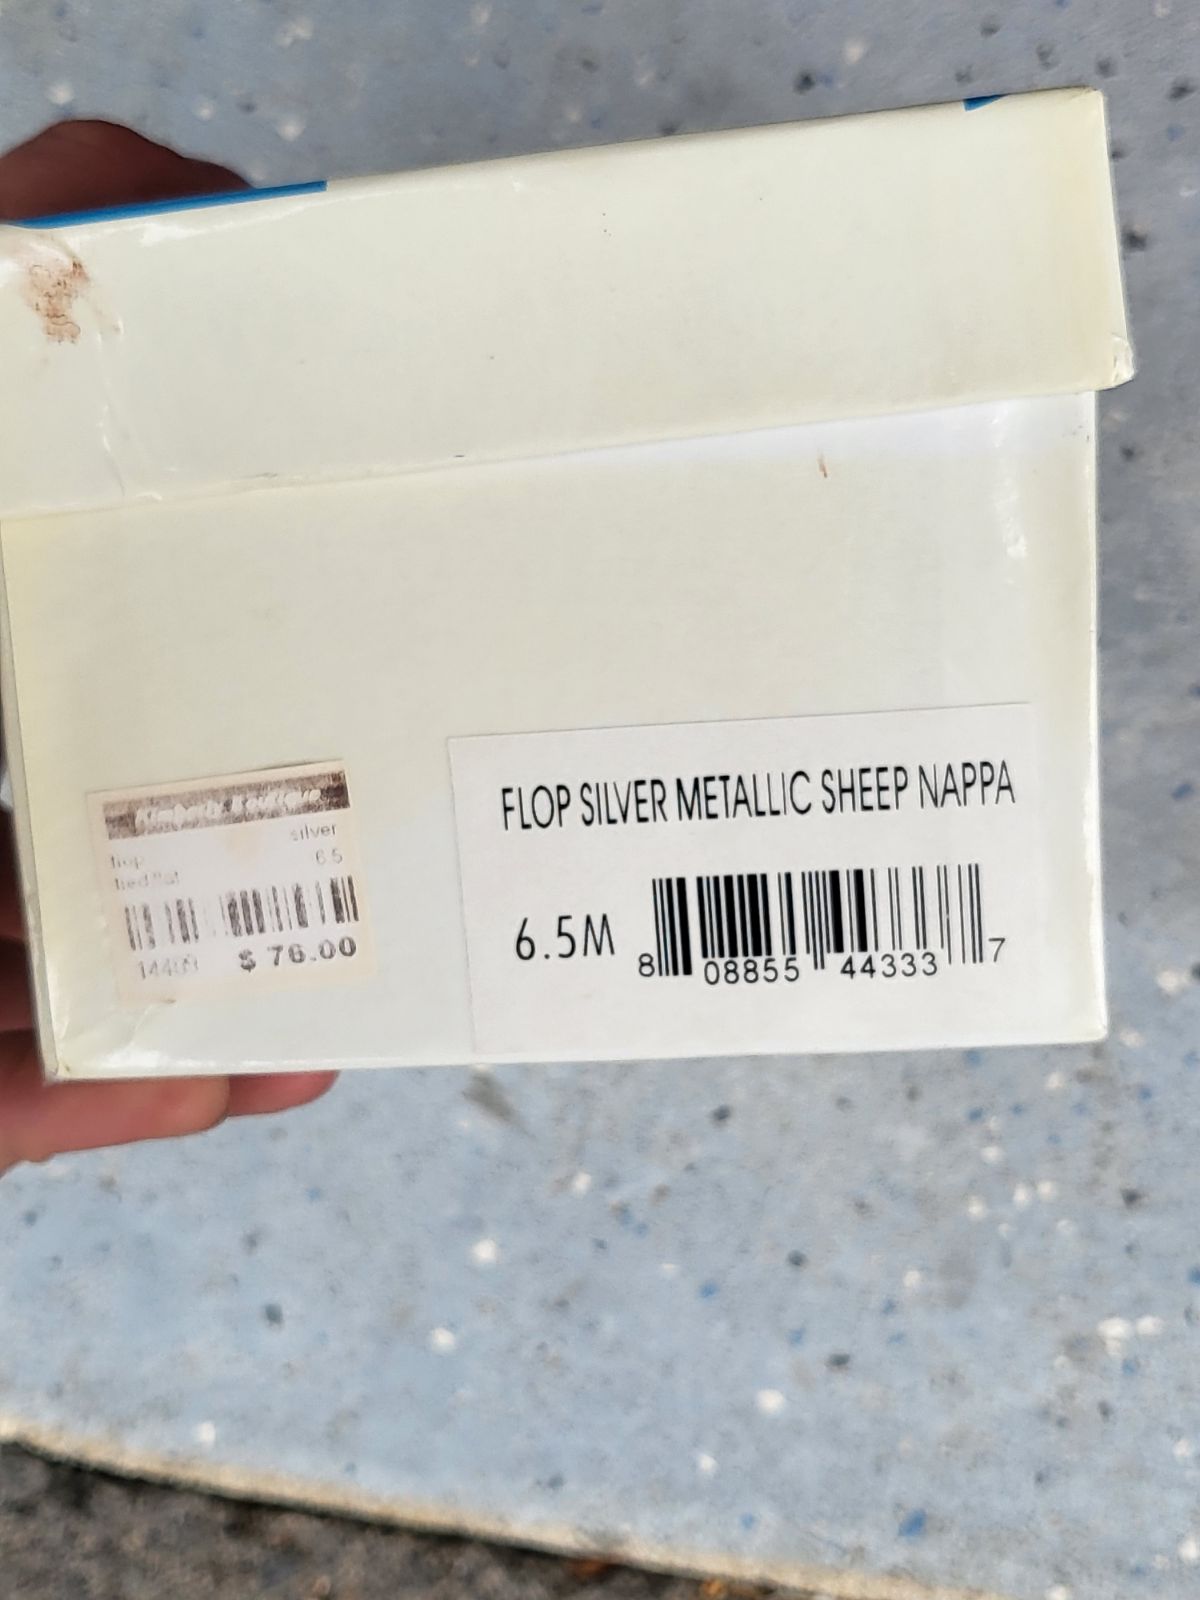 silver
flop
6.5
$ 76.00
FLOP SILVER METALLIC SHEEP NAPPA
6.5M
8 08855 44333 7